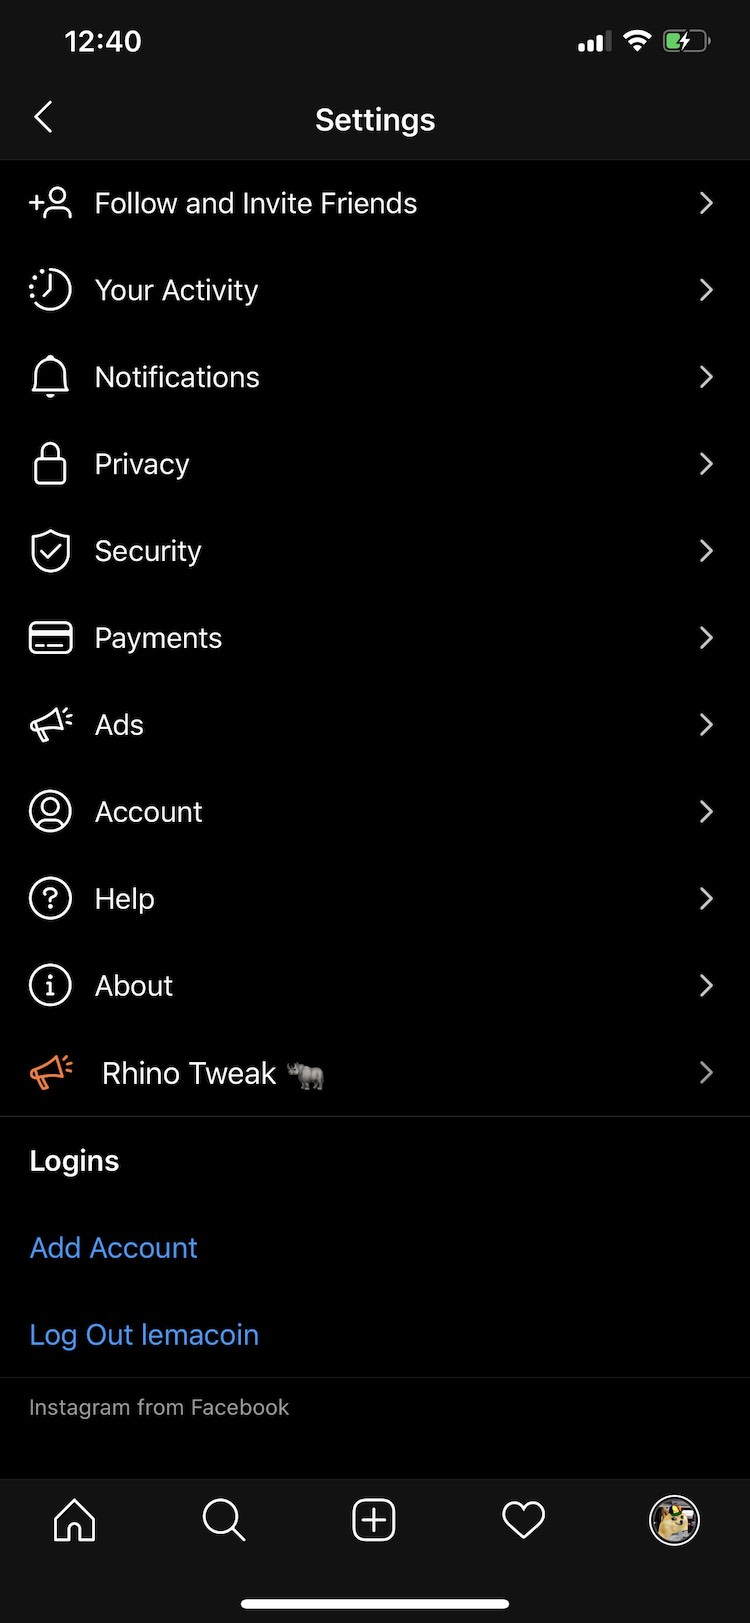 12:40
Settings
Follow and Invite Friends
Your Activity
Notifications
Privacy
Security
Payments
Ads
Account
Help
About
Rhino Tweak 🦏
Logins
Add Account
Log Out lemacoin
Instagram from Facebook